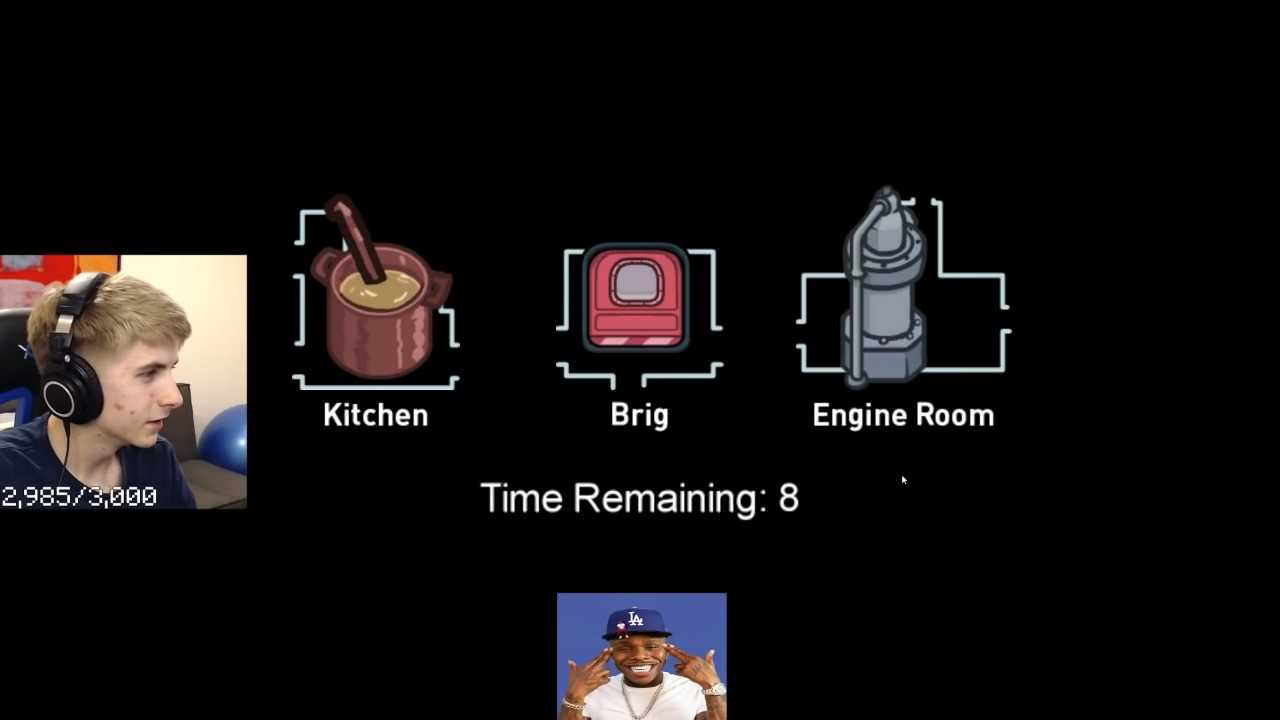 Kitchen
Brig
Engine Room
2,985/3,000
Time Remaining: 8
LA